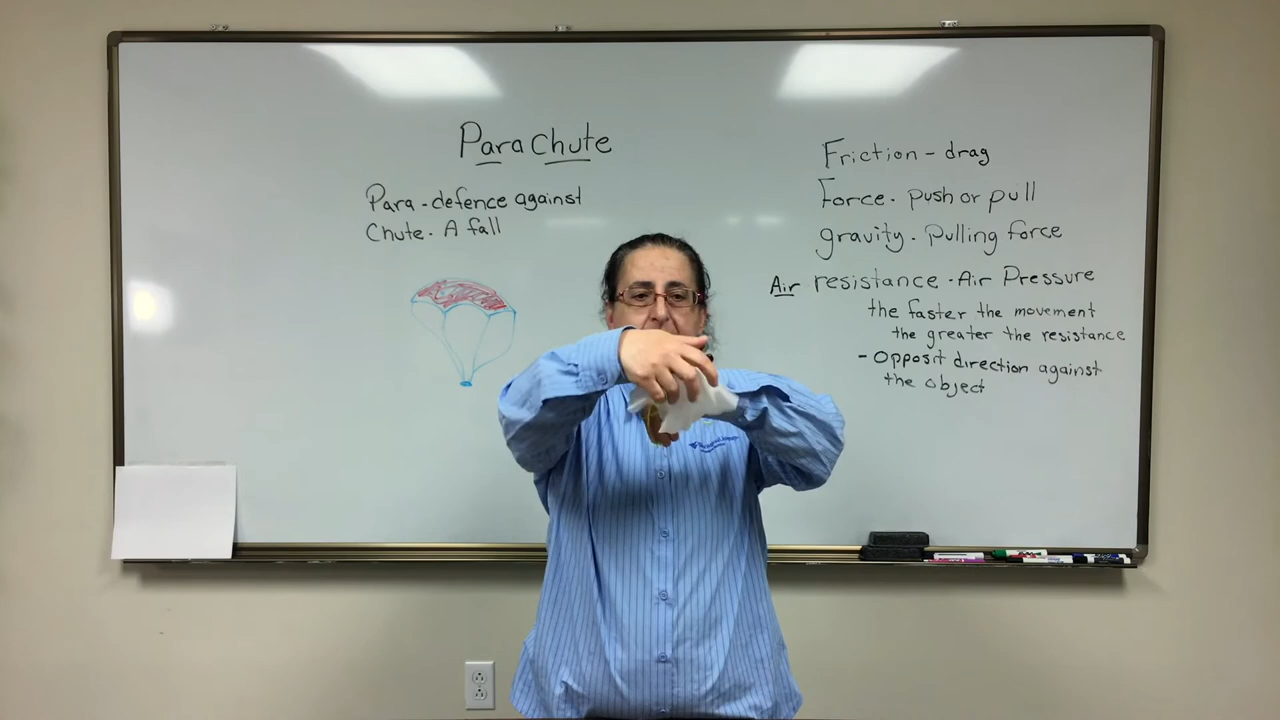 ParaChute
Para - defence against
Chute. A fall
Friction - drag
Force. push or pull
gravity. Pulling force
Air resistance - Air Pressure
the faster the movement
the greater the resistance
- Opposit direction against
the object